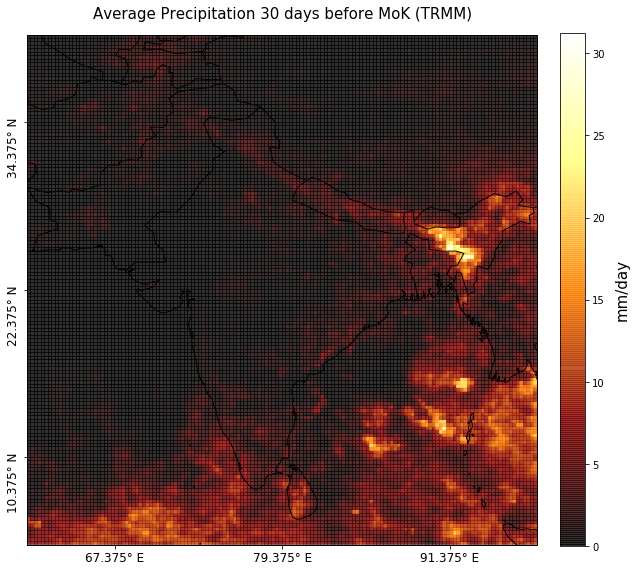 Average Precipitation 30 days before MoK (TRMM)
34.375° N
22.375° N
10.375° N
67.375° E
79.375° E
91.375° E
30
25
20
15
10
5
0
mm/day